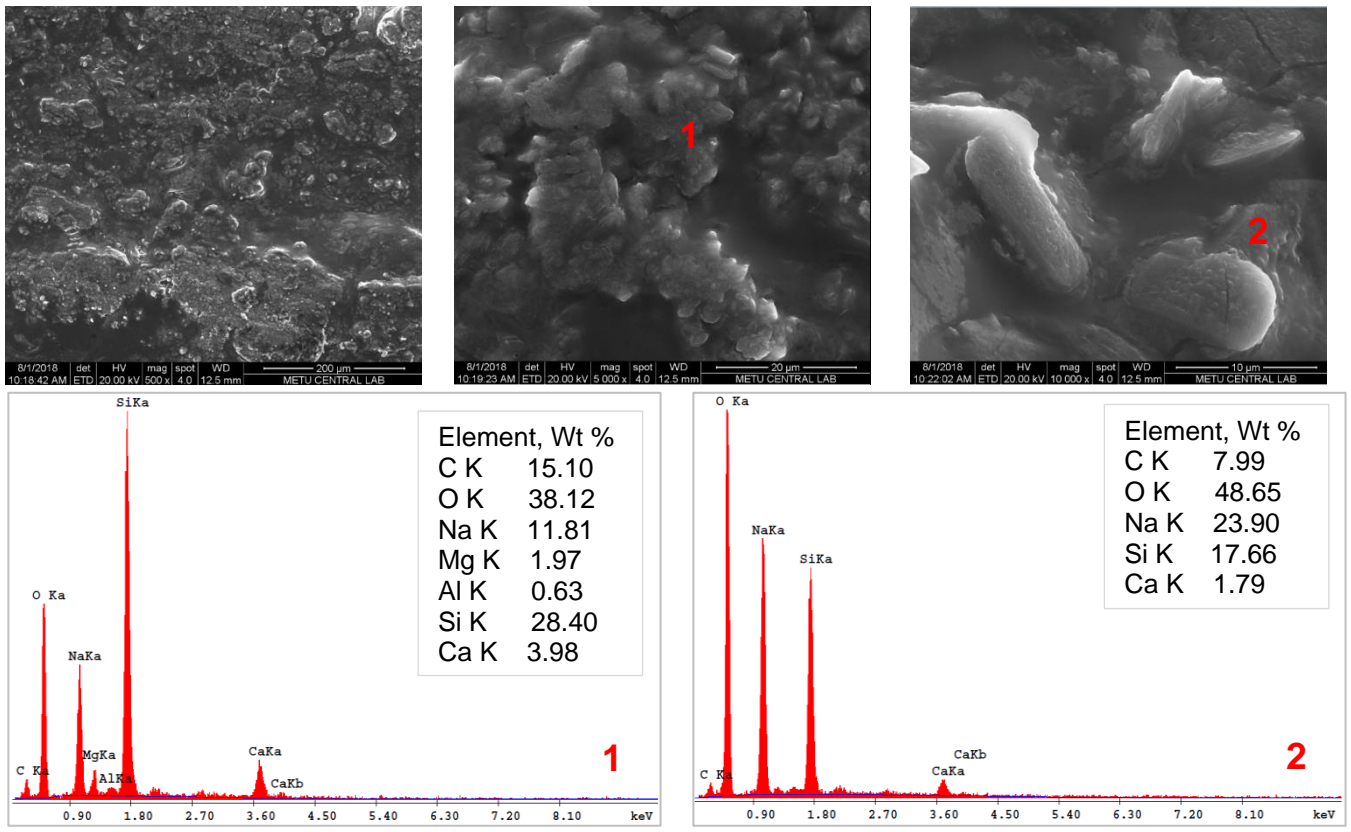 1
2
8/1/2018 det HV mag spot WD 200 µm
10:18:42 AM ETD 20.00 kV 500 x 4.0 12.5 mm METU CENTRAL LAB
8/1/2018 det HV mag spot WD 20 µm
10:19:23 AM ETD 20.00 kV 5 000 x 4.0 12.5 mm METU CENTRAL LAB
8/1/2018 det HV mag spot WD 10 µm
10:22:02 AM ETD 20.00 kV 10 000 x 4.0 12.5 mm METU CENTRAL LAB
SiKa
Element, Wt %
C K 15.10
O K 38.12
Na K 11.81
Mg K 1.97
Al K 0.63
Si K 28.40
Ca K 3.98
O Ka
NaKa
MgKa
C Ka
AlKa
CaKa
CaKb
1
0.90 1.80 2.70 3.60 4.50 5.40 6.30 7.20 8.10 keV
O Ka
Element, Wt %
C K 7.99
O K 48.65
Na K 23.90
Si K 17.66
Ca K 1.79
NaKa
SiKa
CaKb
C Ka
CaKa
2
0.90 1.80 2.70 3.60 4.50 5.40 6.30 7.20 8.10 keV